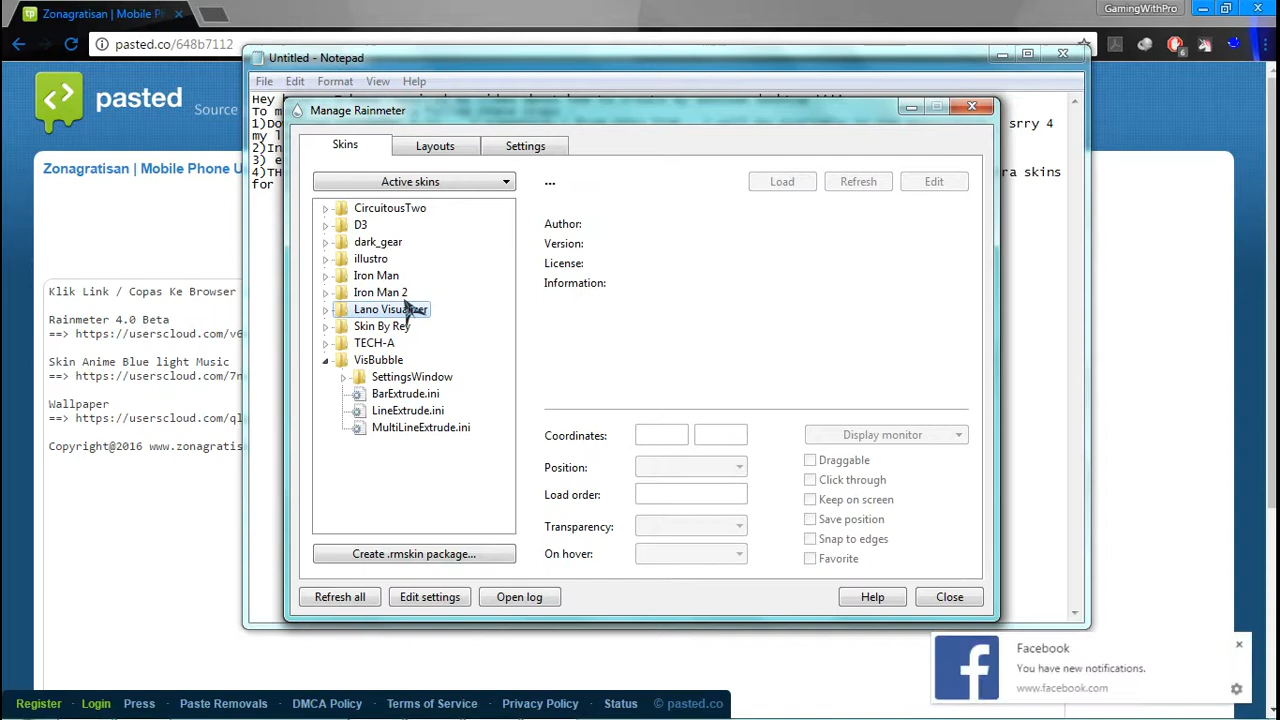 Zonagratisan | Mobile P
GamingWithPro
pasted.co/648b7112
6
Untitled - Notepad
pasted
Source
File Edit Format View Help
Manage Rainmeter
srry 4
my l
2)In
3) e
4)TH
ra skins
for
Zonagratisan | Mobile Phone U
Skins Layouts Settings
Active skins
...
Load Refresh Edit
CircuitousTwo
D3
dark_gear
illustro
Iron Man
Iron Man 2
Lano Visualizer
Skin By Rey
TECH-A
VisBubble
SettingsWindow
BarExtrude.ini
LineExtrude.ini
MultiLineExtrude.ini
Author:
Version:
License:
Information:
Klik Link / Copas Ke Browser
Rainmeter 4.0 Beta
==> https://userscloud.com/v6
Skin Anime Blue light Music
==> https://userscloud.com/7n
Wallpaper
==> https://userscloud.com/ql
Copyright@2016 www.zonagratis
Coordinates:
Display monitor
Position:
Draggable
Click through
Load order:
Keep on screen
Save position
Transparency:
Snap to edges
On hover:
Favorite
Create .rmskin package...
Refresh all Edit settings Open log Help Close
Facebook
You have new notifications.
www.facebook.com
Register Login Press Paste Removals DMCA Policy Terms of Service Privacy Policy Status © pasted.co